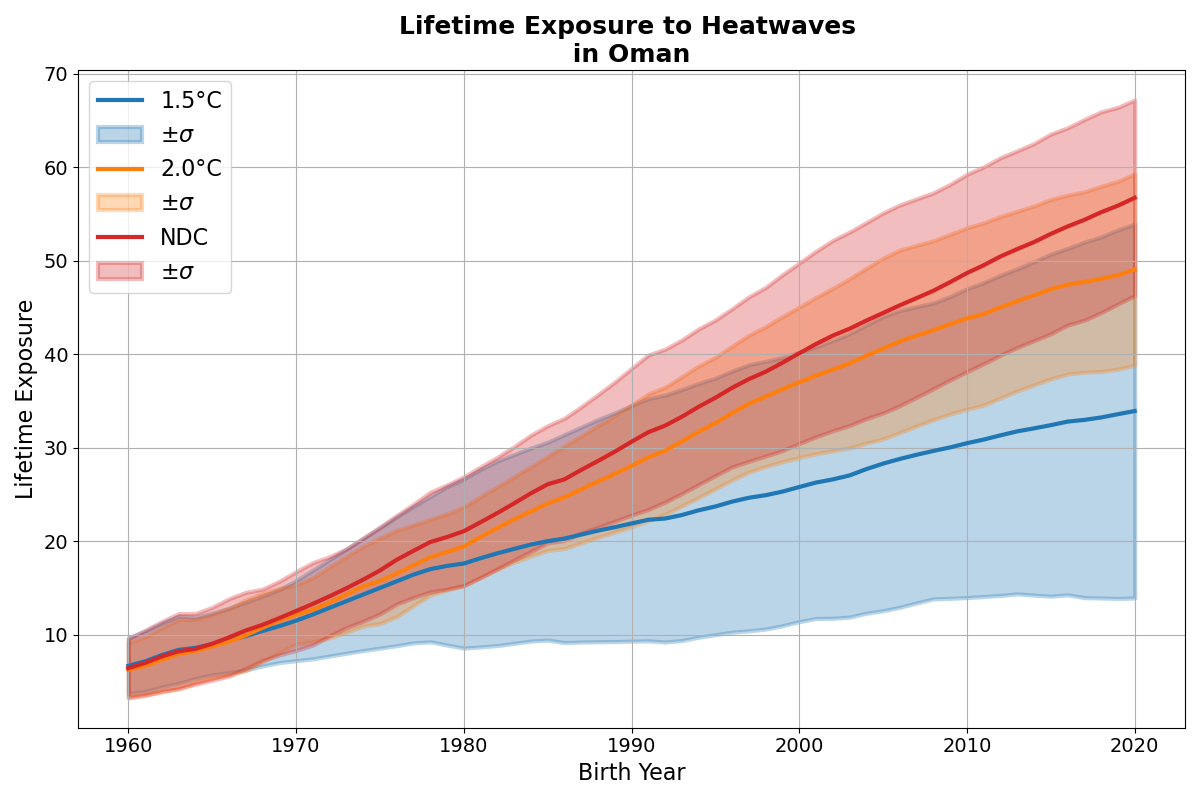 Lifetime Exposure to Heatwaves
in Oman
70
60
50
40
30
20
10
Lifetime Exposure
1.5°C
±σ
2.0°C
±σ
NDC
±σ
1960 1970 1980 1990 2000 2010 2020
Birth Year